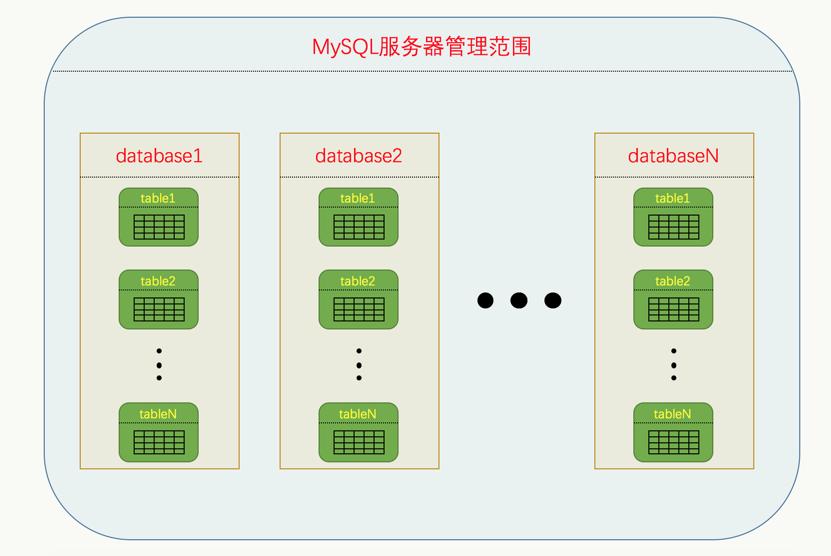 MySQL服务器管理范围
database1
table1
table2
tableN
database2
table1
table2
tableN
databaseN
table1
table2
tableN